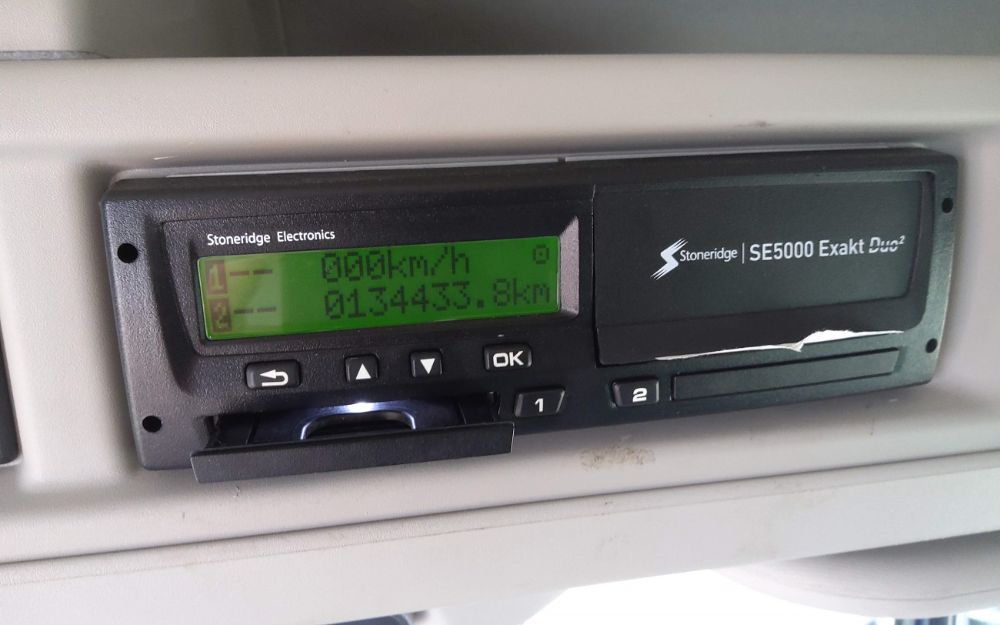 Stoneridge Electronics
1-- 000km/h
2-- 0134433.8km
OK
1
2
Stoneridge | SE5000 Exakt Duo²